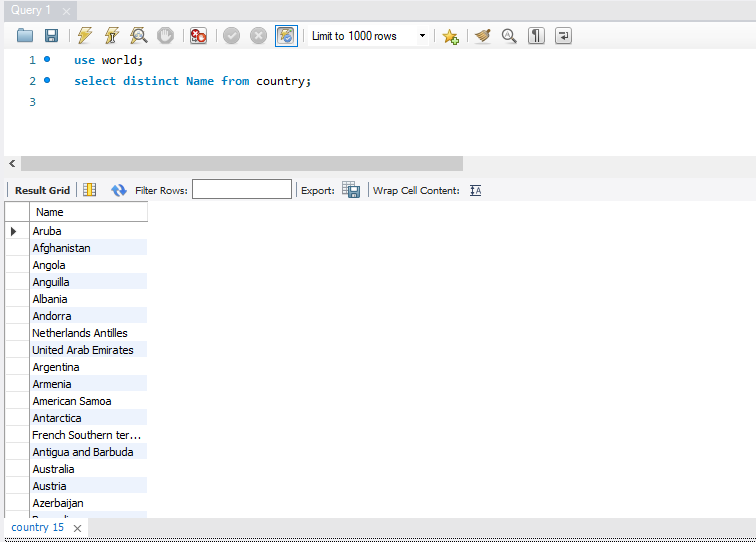 Query 1
Limit to 1000 rows
1 use world;
2 select distinct Name from country;
3
Result Grid Filter Rows: Export: Wrap Cell Content:
Name
Aruba
Afghanistan
Angola
Anguilla
Albania
Andorra
Netherlands Antilles
United Arab Emirates
Argentina
Armenia
American Samoa
Antarctica
French Southern ter...
Antigua and Barbuda
Australia
Austria
Azerbaijan
country 15